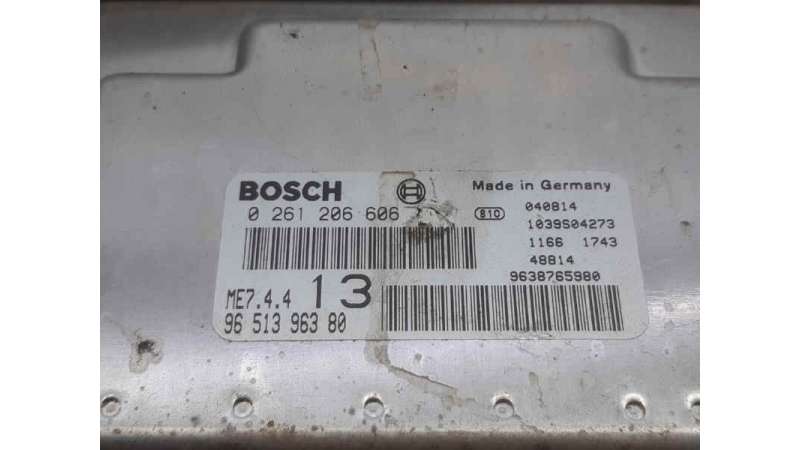 BOSCH
Made in Germany
0 261 206 606
810
040814
1039S04273
1166 1743
48814
9638765980
ME7.4.4 13
96 513 963 80